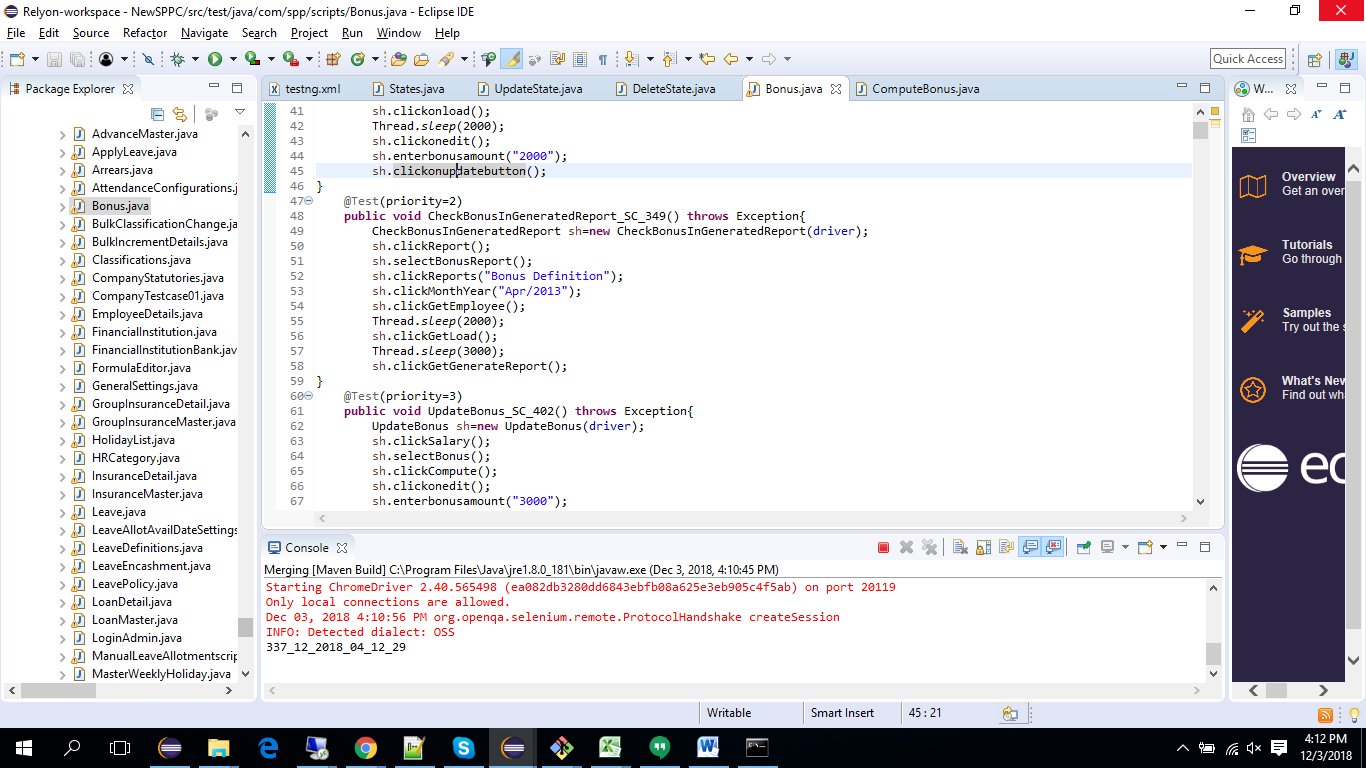 Relyon-workspace - NewSPPC/src/test/java/com/spp/scripts/Bonus.java - Eclipse IDE
File Edit Source Refactor Navigate Search Project Run Window Help
Quick Access
Package Explorer
testng.xml States.java UpdateState.java DeleteState.java Bonus.java ComputeBonus.java
W...
AdvanceMaster.java
ApplyLeave.java
Arrears.java
AttendanceConfigurations.j
Bonus.java
BulkClassificationChange.ja
BulkIncrementDetails.java
Classifications.java
CompanyStatutories.java
CompanyTestcase01.java
EmployeeDetails.java
FinancialInstitution.java
FinancialInstitutionBank.jav
FormulaEditor.java
GeneralSettings.java
GroupInsuranceDetail.java
GroupInsuranceMaster.java
HolidayList.java
HRCategory.java
InsuranceDetail.java
InsuranceMaster.java
Leave.java
LeaveAllotAvailDateSettings
LeaveDefinitions.java
LeaveEncashment.java
LeavePolicy.java
LoanDetail.java
LoanMaster.java
LoginAdmin.java
ManualLeaveAllotmentscrip
MasterWeeklyHoliday.java
41 sh.clickonload();
42 Thread.sleep(2000);
43 sh.clickonedit();
44 sh.enterbonusamount("2000");
45 sh.clickonupdatebutton();
46 }
47 @Test(priority=2)
48 public void CheckBonusInGeneratedReport_SC_349() throws Exception{
49 CheckBonusInGeneratedReport sh=new CheckBonusInGeneratedReport(driver);
50 sh.clickReport();
51 sh.selectBonusReport();
52 sh.clickReports("Bonus Definition");
53 sh.clickMonthYear("Apr/2013");
54 sh.clickGetEmployee();
55 Thread.sleep(2000);
56 sh.clickGetLoad();
57 Thread.sleep(3000);
58 sh.clickGetGenerateReport();
59 }
60 @Test(priority=3)
61 public void UpdateBonus_SC_402() throws Exception{
62 UpdateBonus sh=new UpdateBonus(driver);
63 sh.clickSalary();
64 sh.selectBonus();
65 sh.clickCompute();
66 sh.clickonedit();
67 sh.enterbonusamount("3000");
Overview
Get an over
Tutorials
Go through
Samples
Try out the s
What's New
Find out wha
ec
Console
Merging [Maven Build] C:\Program Files\Java\jre1.8.0_181\bin\javaw.exe (Dec 3, 2018, 4:10:45 PM)
Starting ChromeDriver 2.40.565498 (ea082db3280dd6843ebfb08a625e3eb905c4f5ab) on port 20119
Only local connections are allowed.
Dec 03, 2018 4:10:56 PM org.openqa.selenium.remote.ProtocolHandshake createSession
INFO: Detected dialect: OSS
337_12_2018_04_12_29
Writable Smart Insert 45 : 21
4:12 PM
12/3/2018